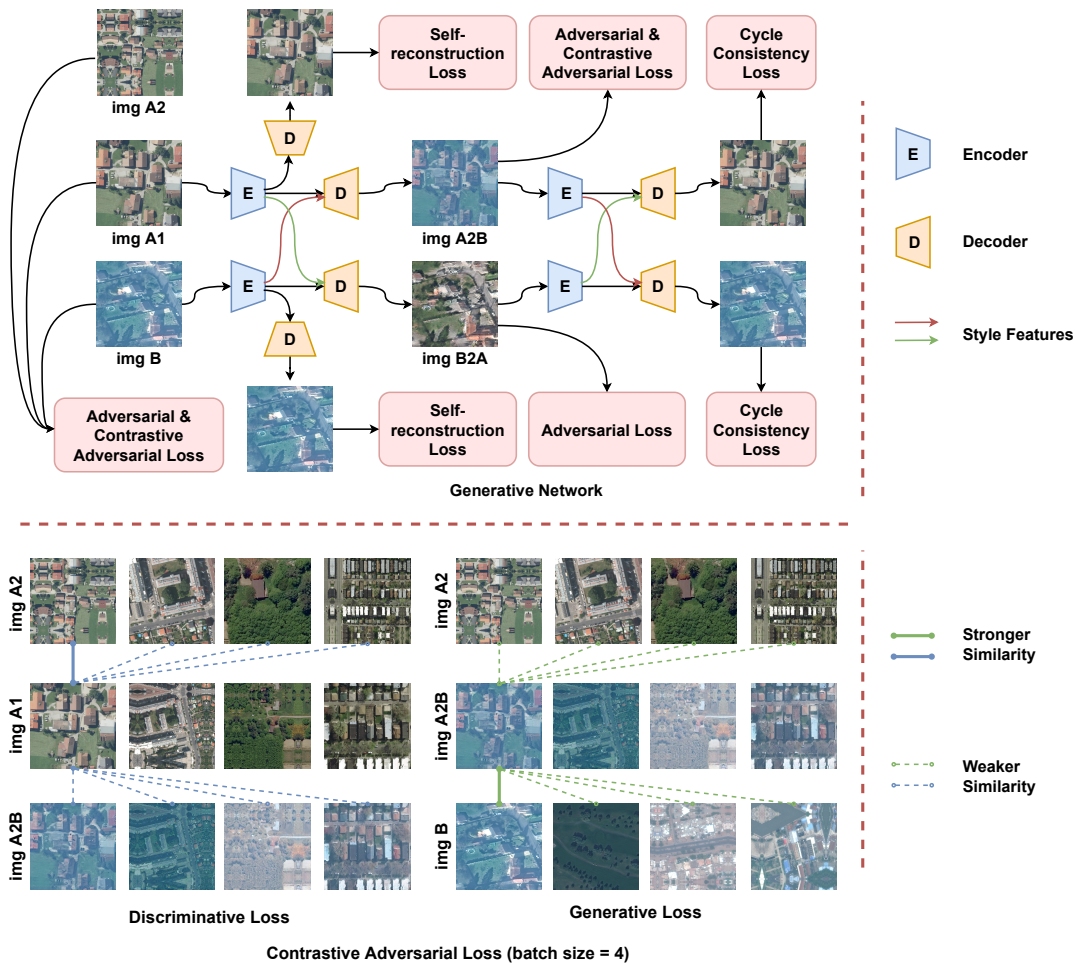 img A2
Self-
reconstruction
Loss
Adversarial &
Contrastive
Adversarial Loss
Cycle
Consistency
Loss
D
E
D
E
D
E
Encoder
img A1
img A2B
D
Decoder
E
D
E
D
D
img B
img B2A
Style Features
Adversarial &
Contrastive
Adversarial Loss
Self-
reconstruction
Loss
Adversarial Loss
Cycle
Consistency
Loss
Generative Network
img A2
img A1
img A2B
img A2
img A2B
img B
Stronger
Similarity
Weaker
Similarity
Discriminative Loss
Generative Loss
Contrastive Adversarial Loss (batch size = 4)